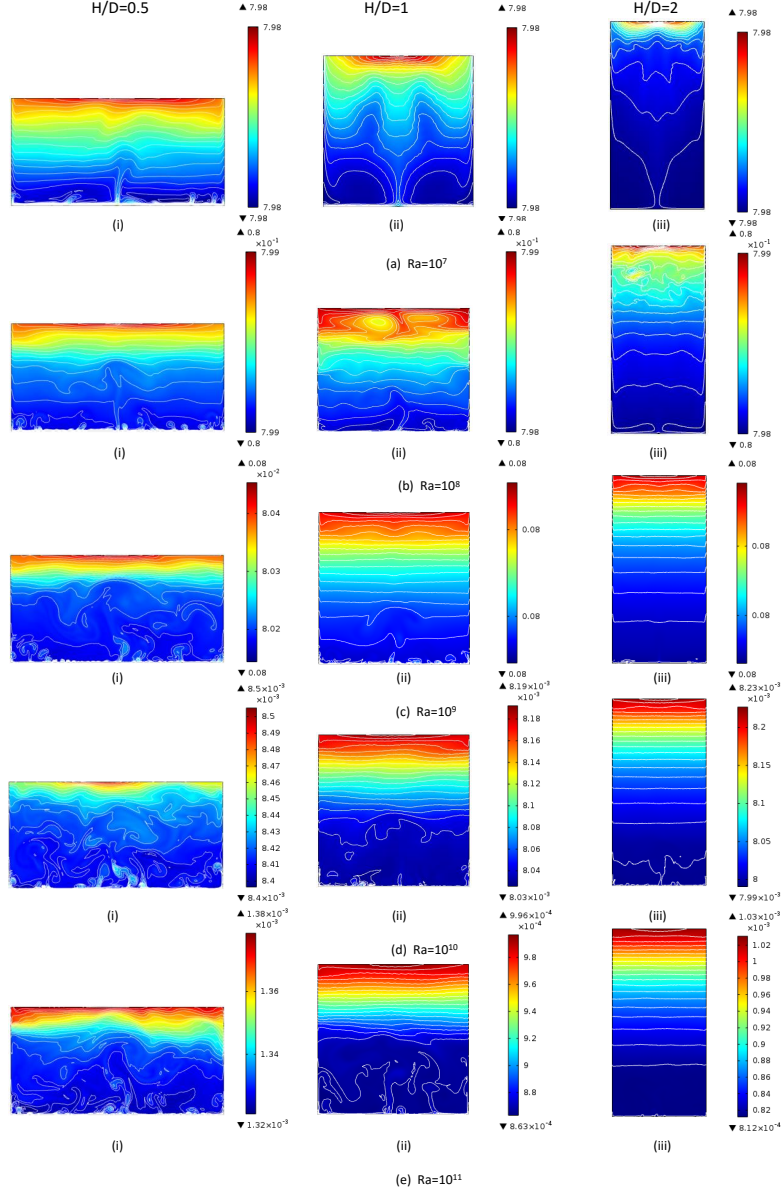 H/D=0.5 H/D=1 H/D=2
▲ 7.98 ▲ 7.98 ▲ 7.98
7.98 7.98 7.98
7.98 7.98 7.98
▼ 7.98 ▼ 7.98 ▼ 7.98
(i) (ii) (iii)
(a) Ra=10⁷
▲ 0.8 ▲ 0.8 ▲ 0.8
×10⁻¹ ×10⁻¹ ×10⁻¹
7.99 7.99 7.99
7.99 7.98 7.98
▼ 0.8 ▼ 0.8 ▼ 0.8
(i) (ii) (iii)
(b) Ra=10⁸
▲ 0.08 ▲ 0.08 ▲ 0.08
×10⁻²
8.04 0.08 0.08
8.03
8.02 0.08 0.08
▼ 0.08 ▼ 0.08 ▼ 0.08
(i) (ii) (iii)
(c) Ra=10⁹
▲ 8.5×10⁻³ ▲ 8.19×10⁻³ ▲ 8.23×10⁻³
×10⁻³ ×10⁻³ ×10⁻³
8.5 8.18 8.2
8.49 8.16
8.48 8.14 8.15
8.47 8.12
8.46 8.1 8.1
8.45
8.44 8.08
8.43 8.06 8.05
8.42
8.41 8.04
8.4 8
▼ 8.4×10⁻³ ▼ 8.03×10⁻³ ▼ 7.99×10⁻³
(i) (ii) (iii)
(d) Ra=10¹⁰
▲ 1.38×10⁻³ ▲ 9.96×10⁻⁴ ▲ 1.03×10⁻³
×10⁻³ ×10⁻⁴ ×10⁻³
1.36 9.8 1.02
9.6 1
9.4 0.98
0.96
9.2 0.94
1.34 9 0.92
0.9
8.8 0.88
0.86
0.84
0.82
▼ 1.32×10⁻³ ▼ 8.63×10⁻⁴ ▼ 8.12×10⁻⁴
(i) (ii) (iii)
(e) Ra=10¹¹